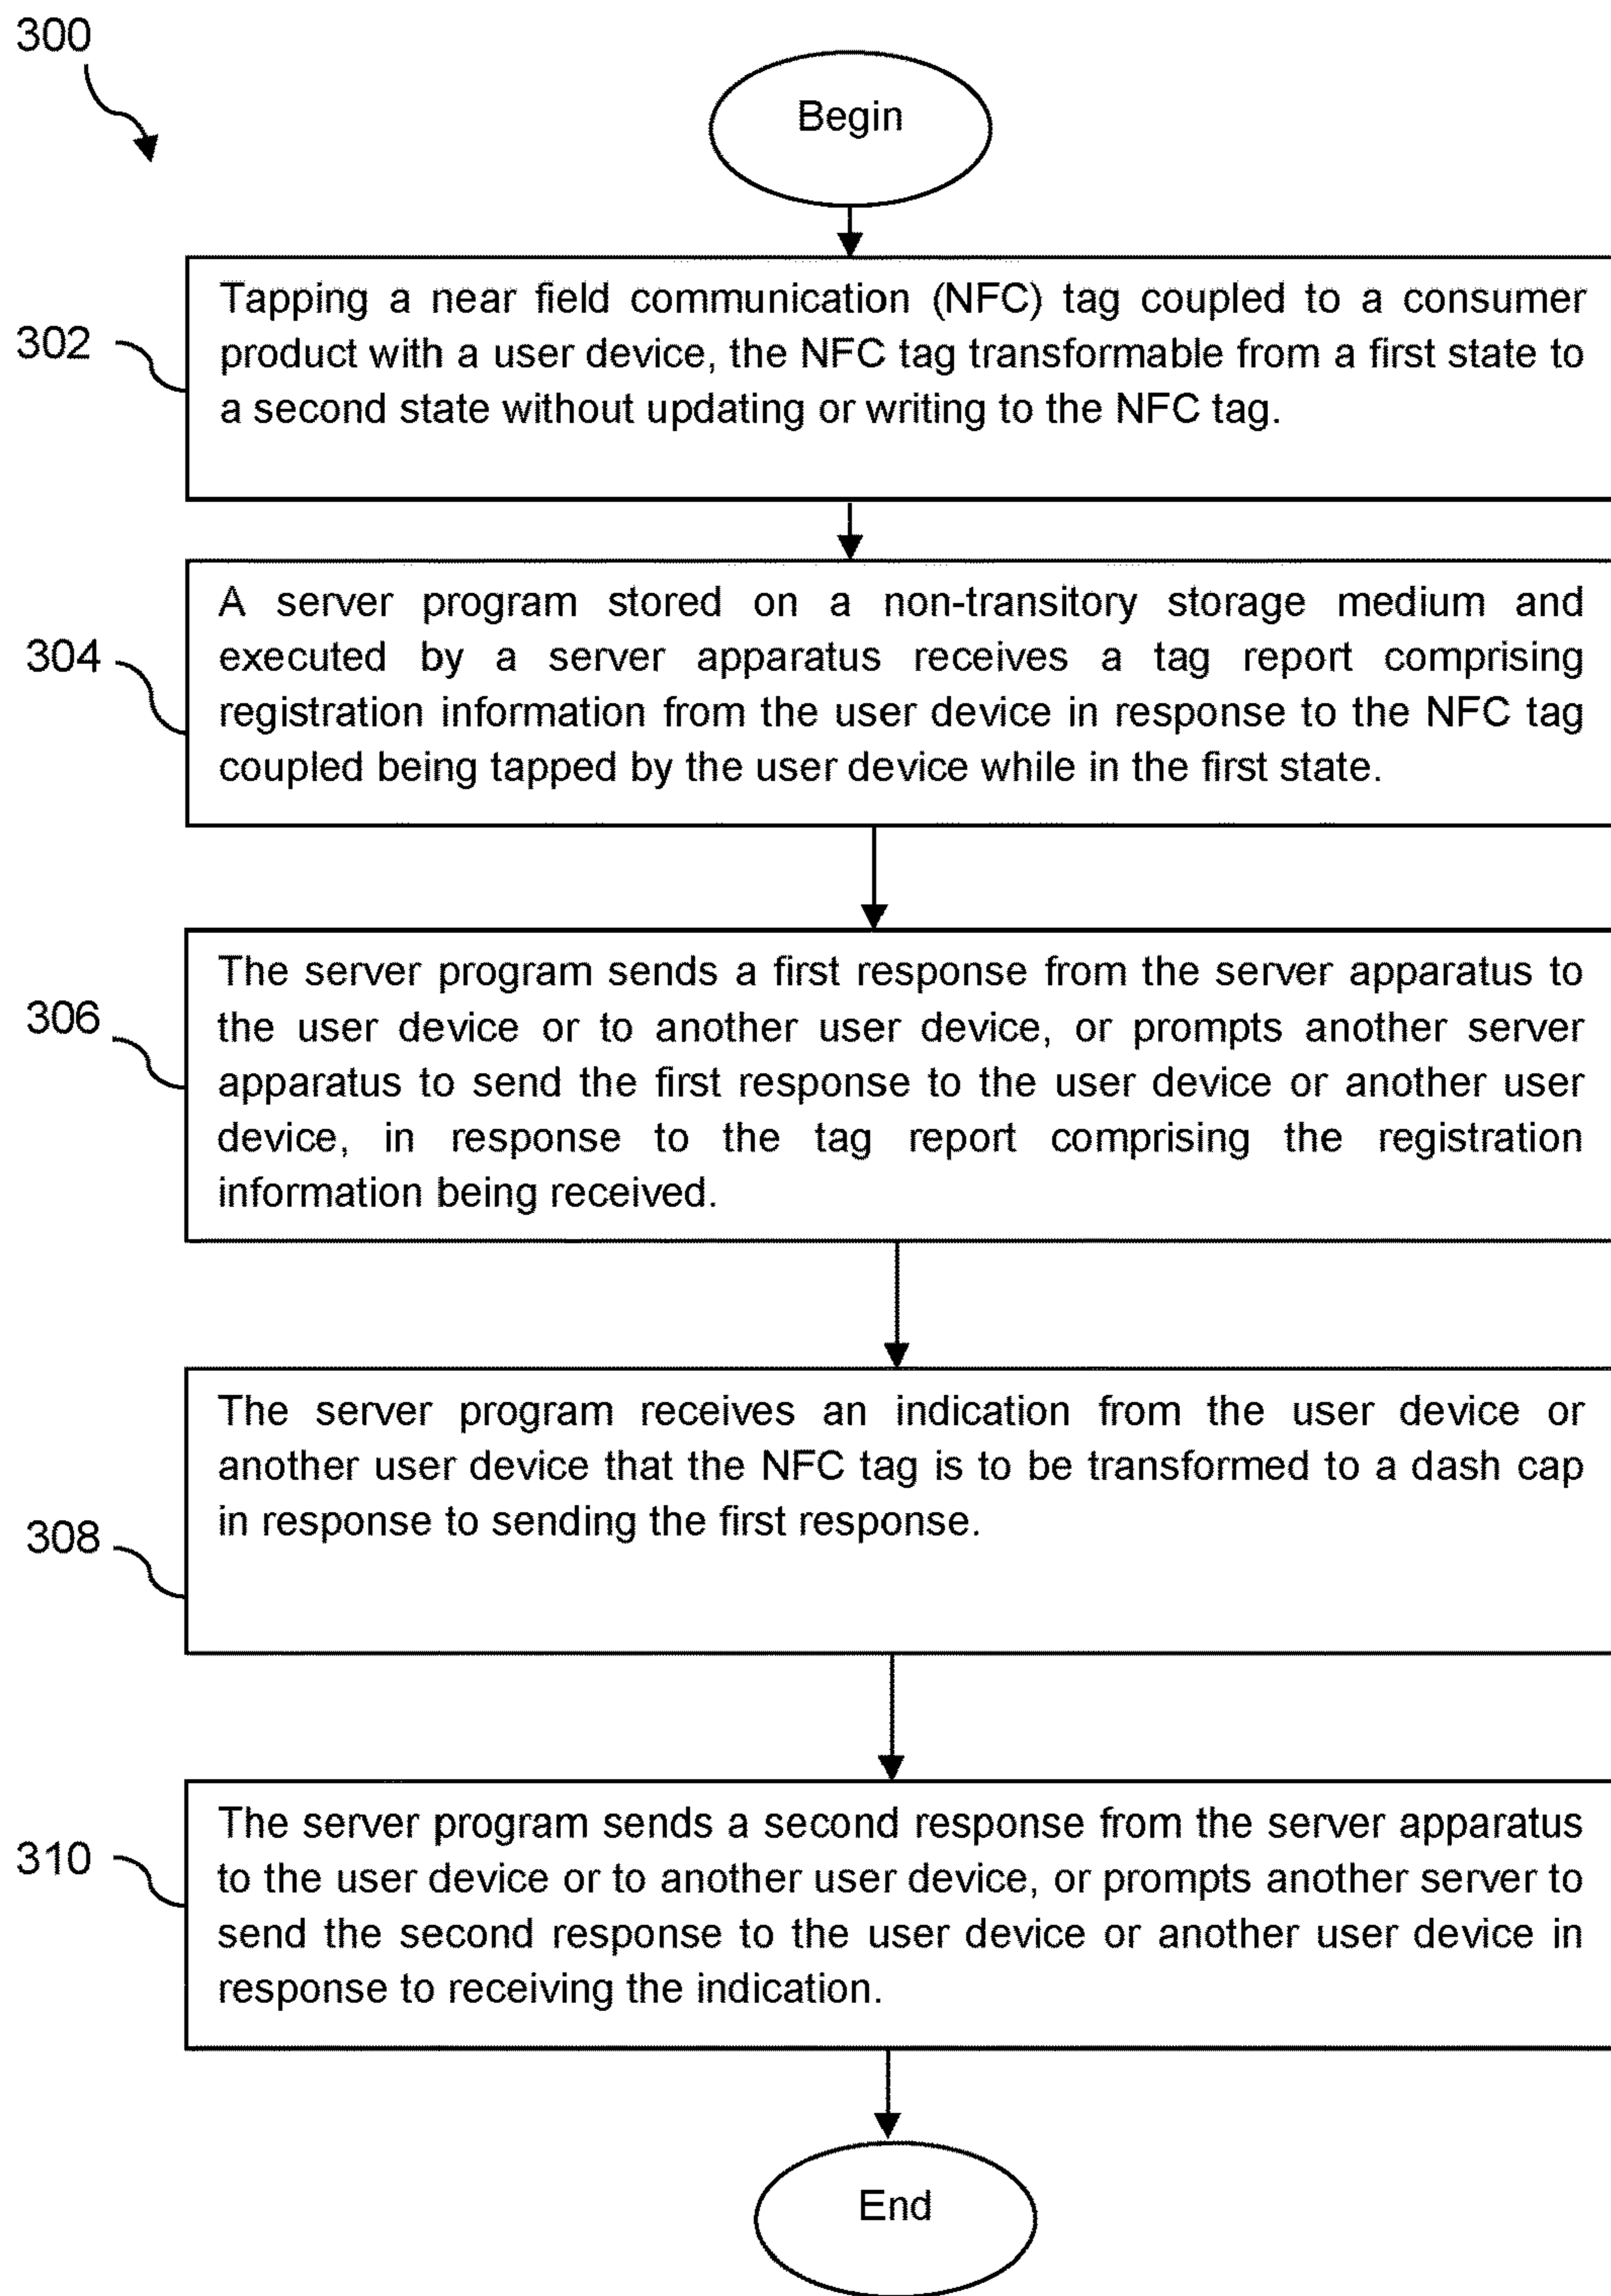 300
Begin
302
Tapping a near field communication (NFC) tag coupled to a consumer
product with a user device, the NFC tag transformable from a first state to
a second state without updating or writing to the NFC tag.
304
A server program stored on a non-transitory storage medium and
executed by a server apparatus receives a tag report comprising
registration information from the user device in response to the NFC tag
coupled being tapped by the user device while in the first state.
306
The server program sends a first response from the server apparatus to
the user device or to another user device, or prompts another server
apparatus to send the first response to the user device or another user
device, in response to the tag report comprising the registration
information being received.
308
The server program receives an indication from the user device or
another user device that the NFC tag is to be transformed to a dash cap
in response to sending the first response.
310
The server program sends a second response from the server apparatus
to the user device or to another user device, or prompts another server to
send the second response to the user device or another user device in
response to receiving the indication.
End